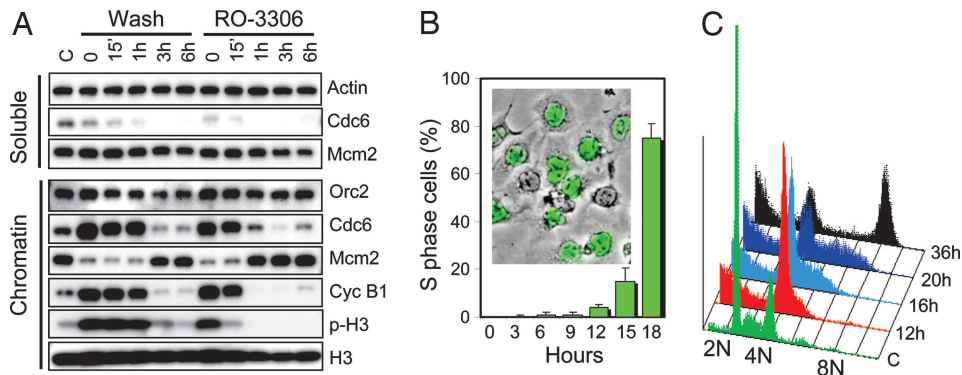 A
Wash
RO-3306
C 0 15' 1h 3h 6h 0 15' 1h 3h 6h
Soluble
Actin
Cdc6
Mcm2
Chromatin
Orc2
Cdc6
Mcm2
Cyc B1
p-H3
H3
B
S phase cells (%)
100
80
60
40
20
0
0 3 6 9 12 15 18
Hours
C
36h
20h
16h
12h
C
2N 4N 8N